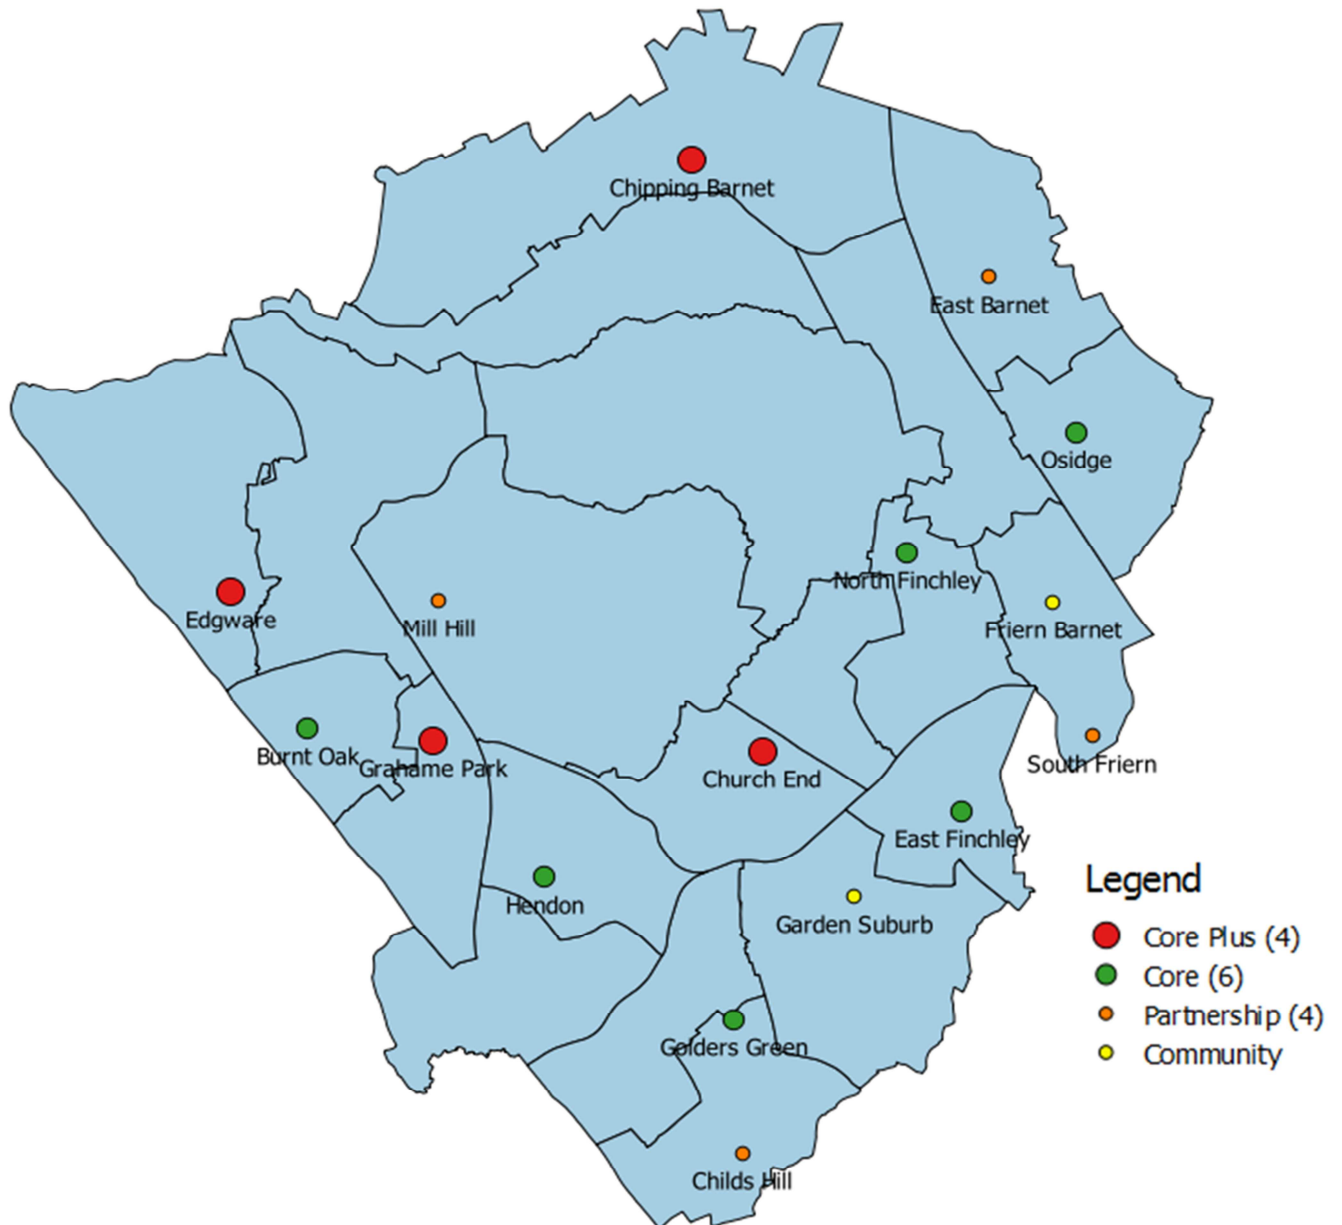 Chipping Barnet
East Barnet
Osidge
North Finchley
Edgware
Mill Hill
Friern Barnet
Burnt Oak
Grahame Park
Church End
South Friern
East Finchley
Hendon
Garden Suburb
Golders Green
Childs Hill
Legend
Core Plus (4)
Core (6)
Partnership (4)
Community